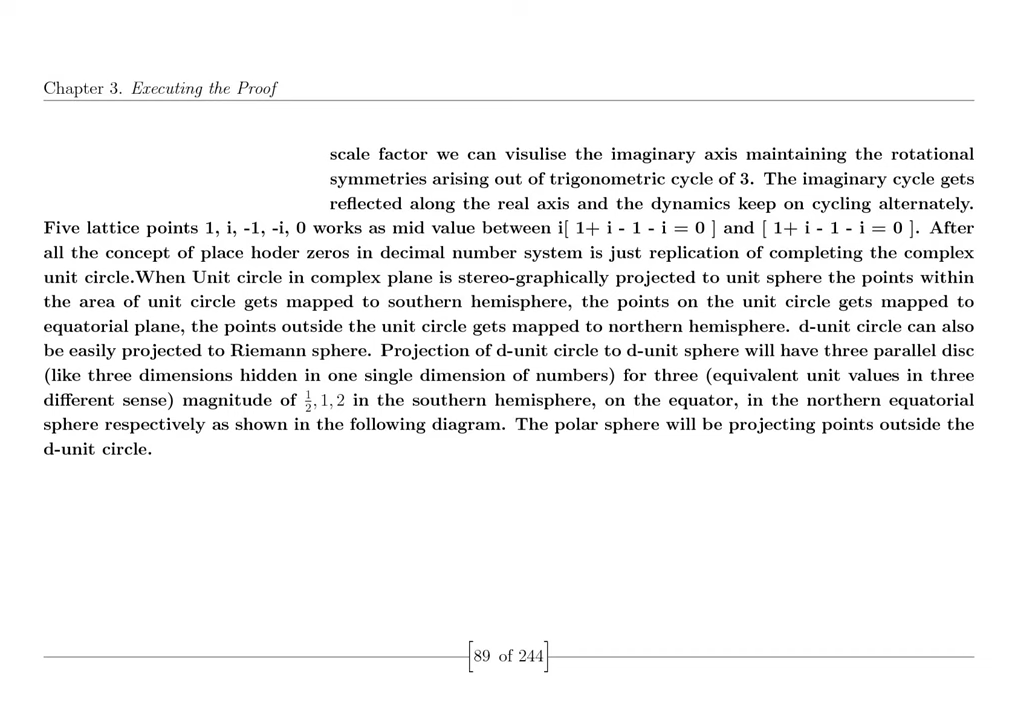 Chapter 3. Executing the Proof
scale factor we can visulise the imaginary axis maintaining the rotational
symmetries arising out of trigonometric cycle of 3. The imaginary cycle gets
reflected along the real axis and the dynamics keep on cycling alternately.
Five lattice points 1, i, -1, -i, 0 works as mid value between i[ 1+ i - 1 - i = 0 ] and [ 1+ i - 1 - i = 0 ]. After
all the concept of place hoder zeros in decimal number system is just replication of completing the complex
unit circle.When Unit circle in complex plane is stereo-graphically projected to unit sphere the points within
the area of unit circle gets mapped to southern hemisphere, the points on the unit circle gets mapped to
equatorial plane, the points outside the unit circle gets mapped to northern hemisphere. d-unit circle can also
be easily projected to Riemann sphere. Projection of d-unit circle to d-unit sphere will have three parallel disc
(like three dimensions hidden in one single dimension of numbers) for three (equivalent unit values in three
different sense) magnitude of 1/2, 1, 2 in the southern hemisphere, on the equator, in the northern equatorial
sphere respectively as shown in the following diagram. The polar sphere will be projecting points outside the
d-unit circle.
[89 of 244]